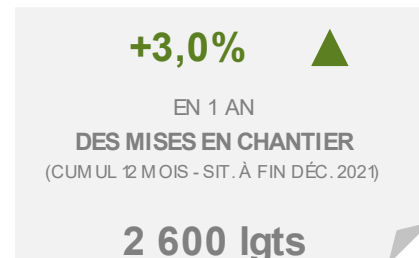 +3,0%
EN 1 AN
DES MISES EN CHANTIER
(CUMUL 12 MOIS - SIT. À FIN DÉC. 2021)
2 600 lgts